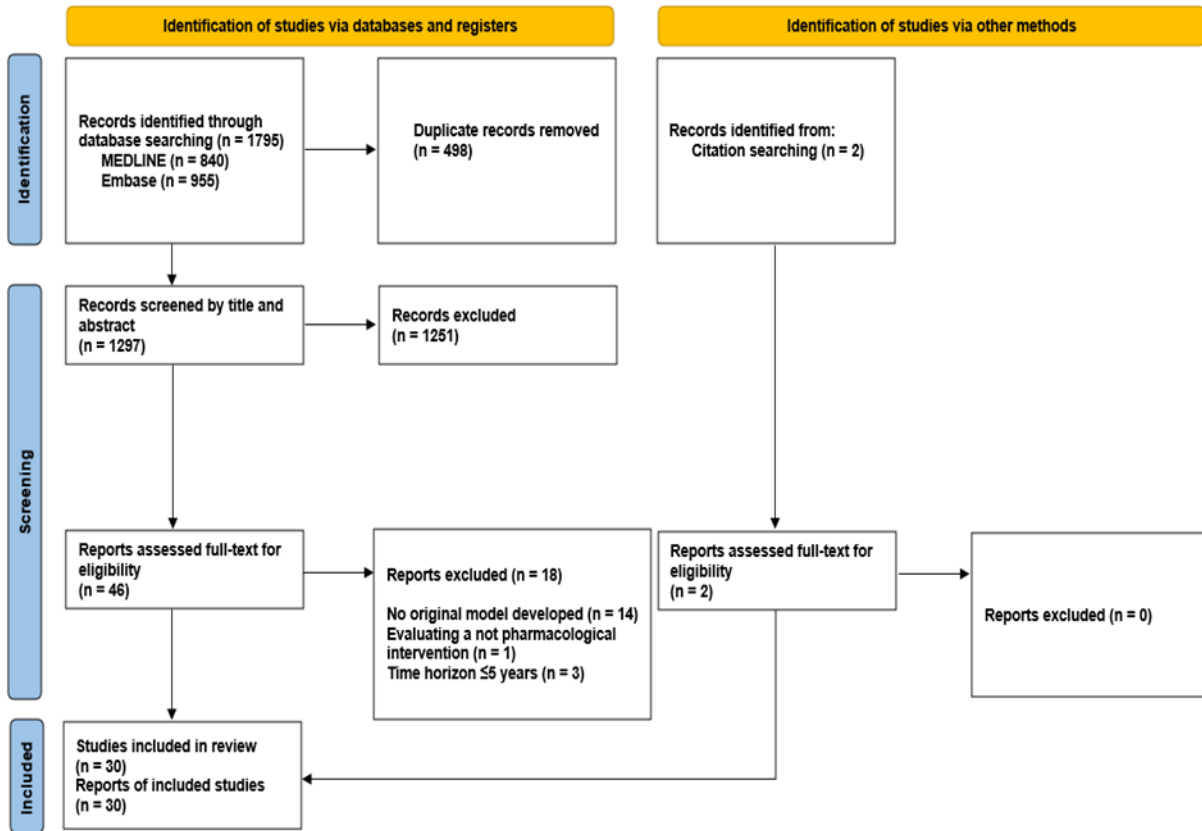 Identification of studies via databases and registers
Identification of studies via other methods
Identification
Records identified through
database searching (n = 1795)
MEDLINE (n = 840)
Embase (n = 955)
Duplicate records removed
(n = 498)
Records identified from:
Citation searching (n = 2)
Screening
Records screened by title and
abstract
(n = 1297)
Records excluded
(n = 1251)
Reports assessed full-text for
eligibility
(n = 46)
Reports excluded (n = 18)
No original model developed (n = 14)
Evaluating a not pharmacological
intervention (n = 1)
Time horizon ≤5 years (n = 3)
Reports assessed full-text for
eligibility
(n = 2)
Reports excluded (n = 0)
Included
Studies included in review
(n = 30)
Reports of included studies
(n = 30)